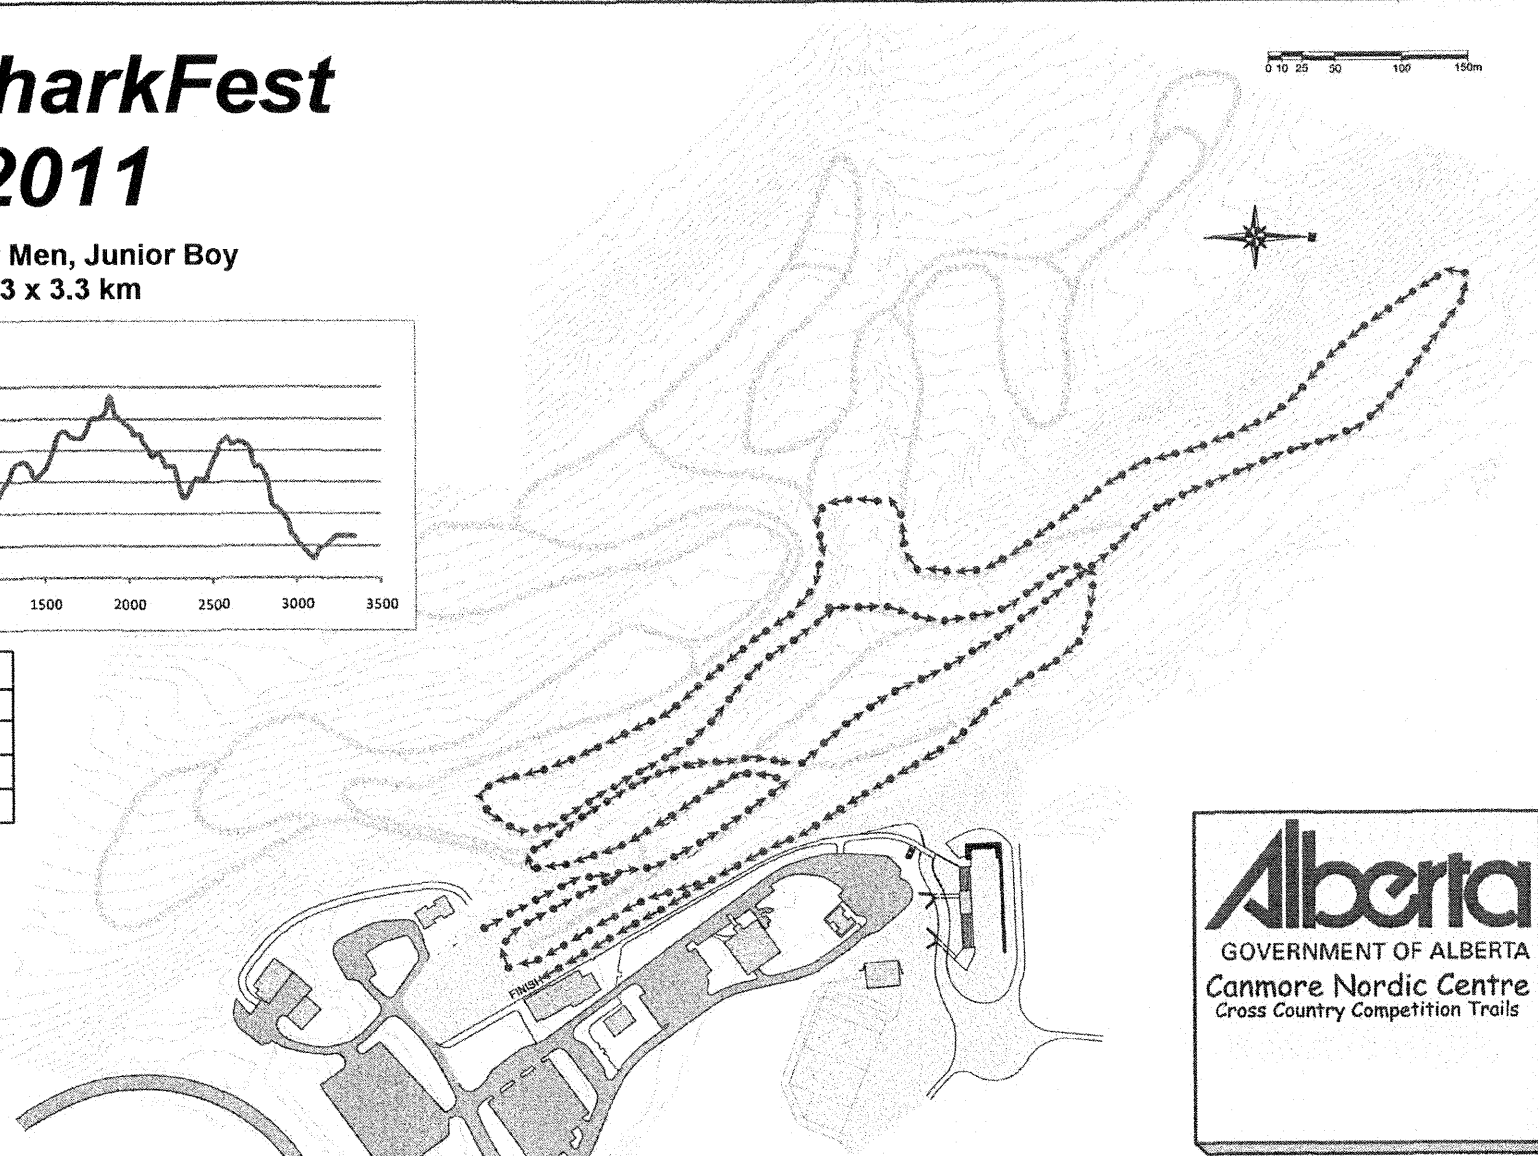 harkFest
2011
Men, Junior Boy
3 x 3.3 km
0 10 25 50 100 150m
1500 2000 2500 3000 3500
FINISH
Alberta
GOVERNMENT OF ALBERTA
Canmore Nordic Centre
Cross Country Competition Trails